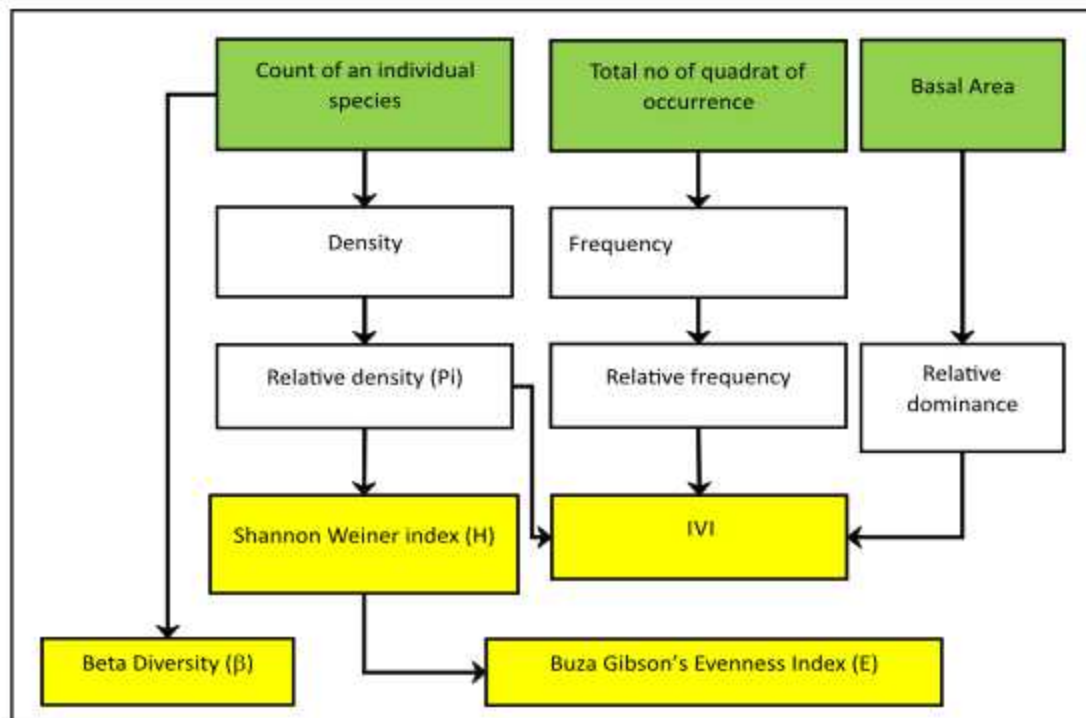 Count of an individual
species
Total no of quadrat of
occurrence
Basal Area
Density
Frequency
Relative density (Pi)
Relative frequency
Relative
dominance
Shannon Weiner index (H)
IVI
Beta Diversity (β)
Buza Gibson's Evenness Index (E)